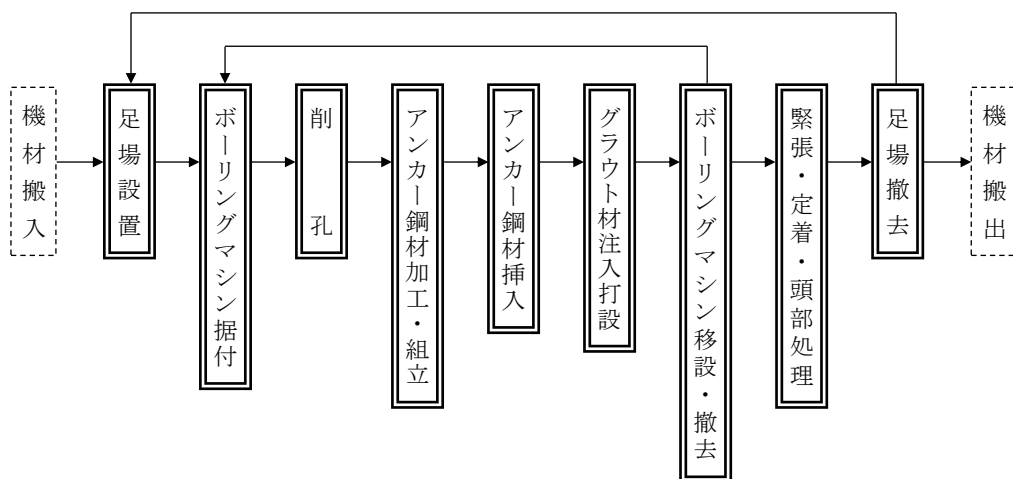 機材搬入
足場設置
ボーリングマシン据付
削孔
アンカー鋼材加工・組立
アンカー鋼材挿入
グラウト材注入打設
ボーリングマシン移設・撤去
緊張・定着・頭部処理
足場撤去
機材搬出